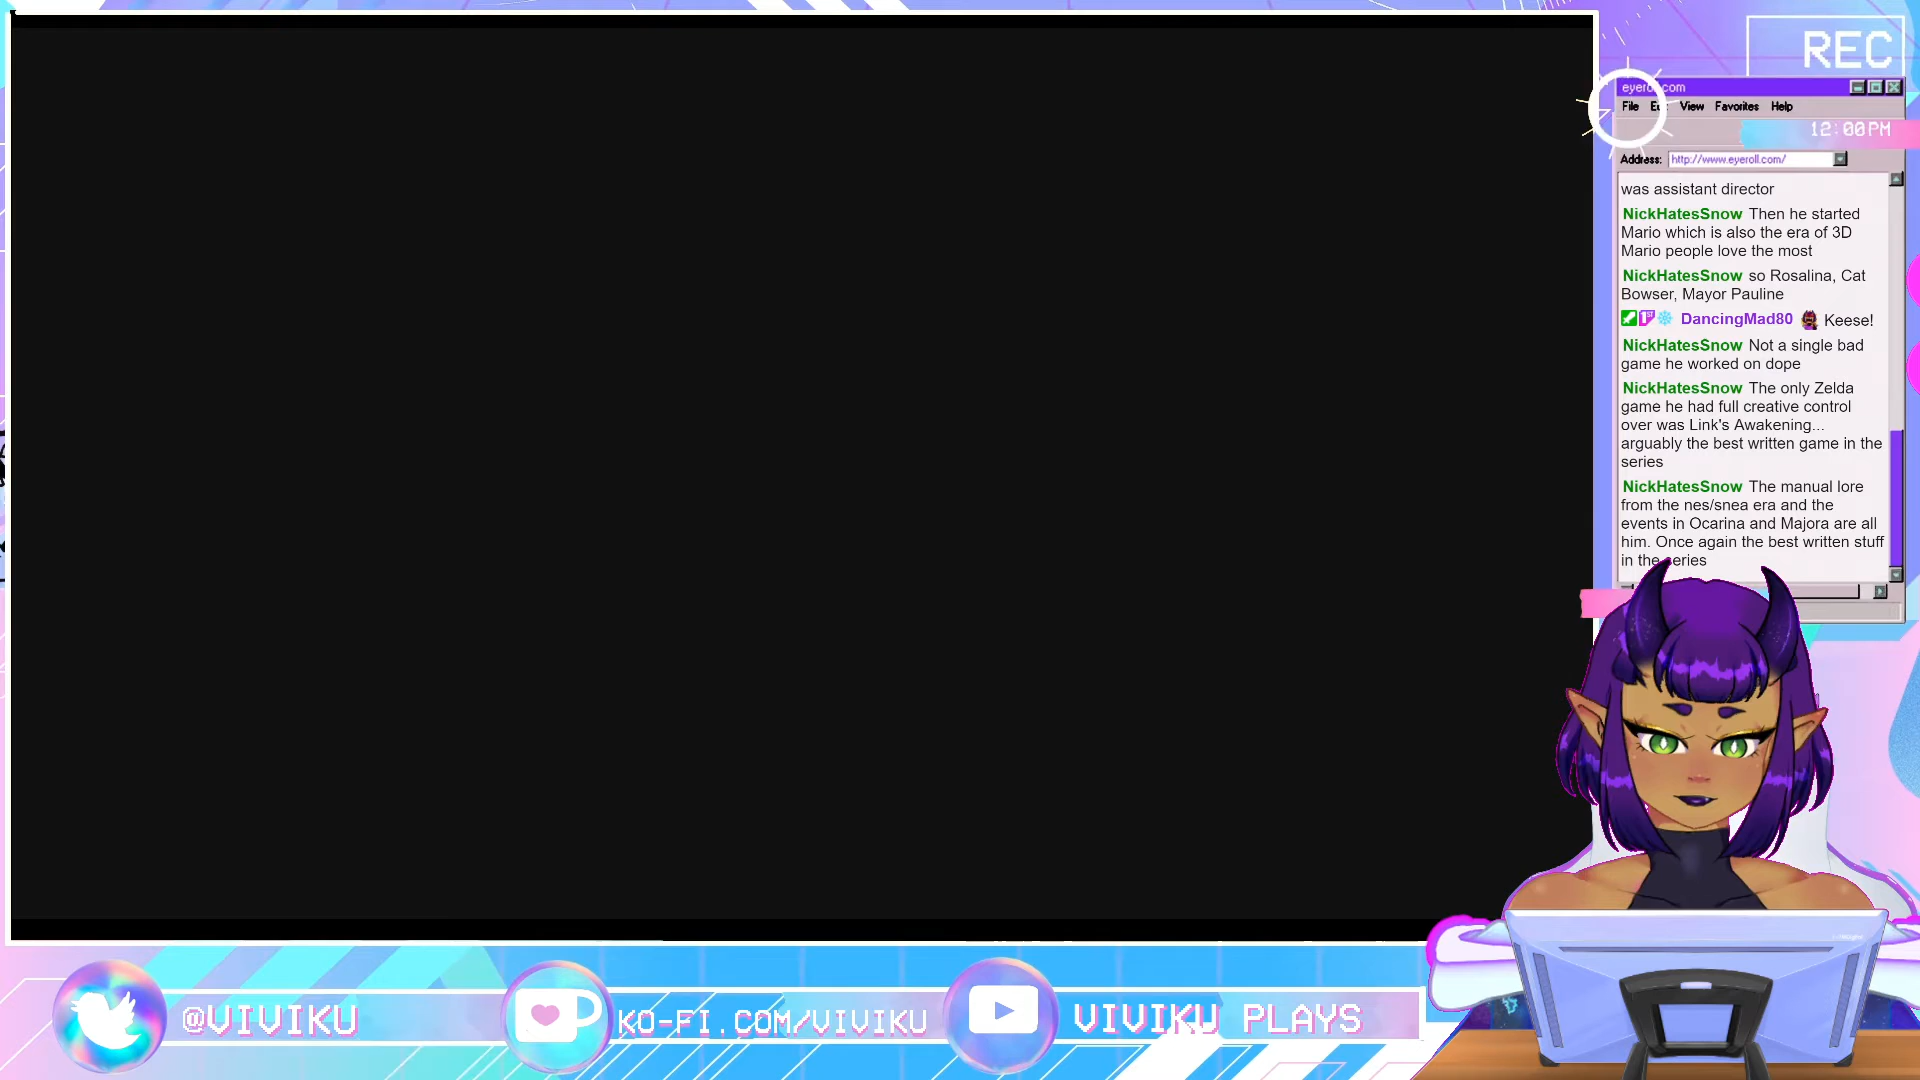 REC
eyeroll.com
File Edit View Favorites Help
12:00PM
Address: http://www.eyeroll.com/
was assistant director
NickHatesSnow Then he started
Mario which is also the era of 3D
Mario people love the most
NickHatesSnow so Rosalina, Cat
Bowser, Mayor Pauline
DancingMad80 Keese!
NickHatesSnow Not a single bad
game he worked on dope
NickHatesSnow The only Zelda
game he had full creative control
over was Link's Awakening...
arguably the best written game in the
series
NickHatesSnow The manual lore
from the nes/snea era and the
events in Ocarina and Majora are all
him. Once again the best written stuff
in the series
@VIVIKU
KO-FI.COM/VIVIKU
VIVIKU PLAYS